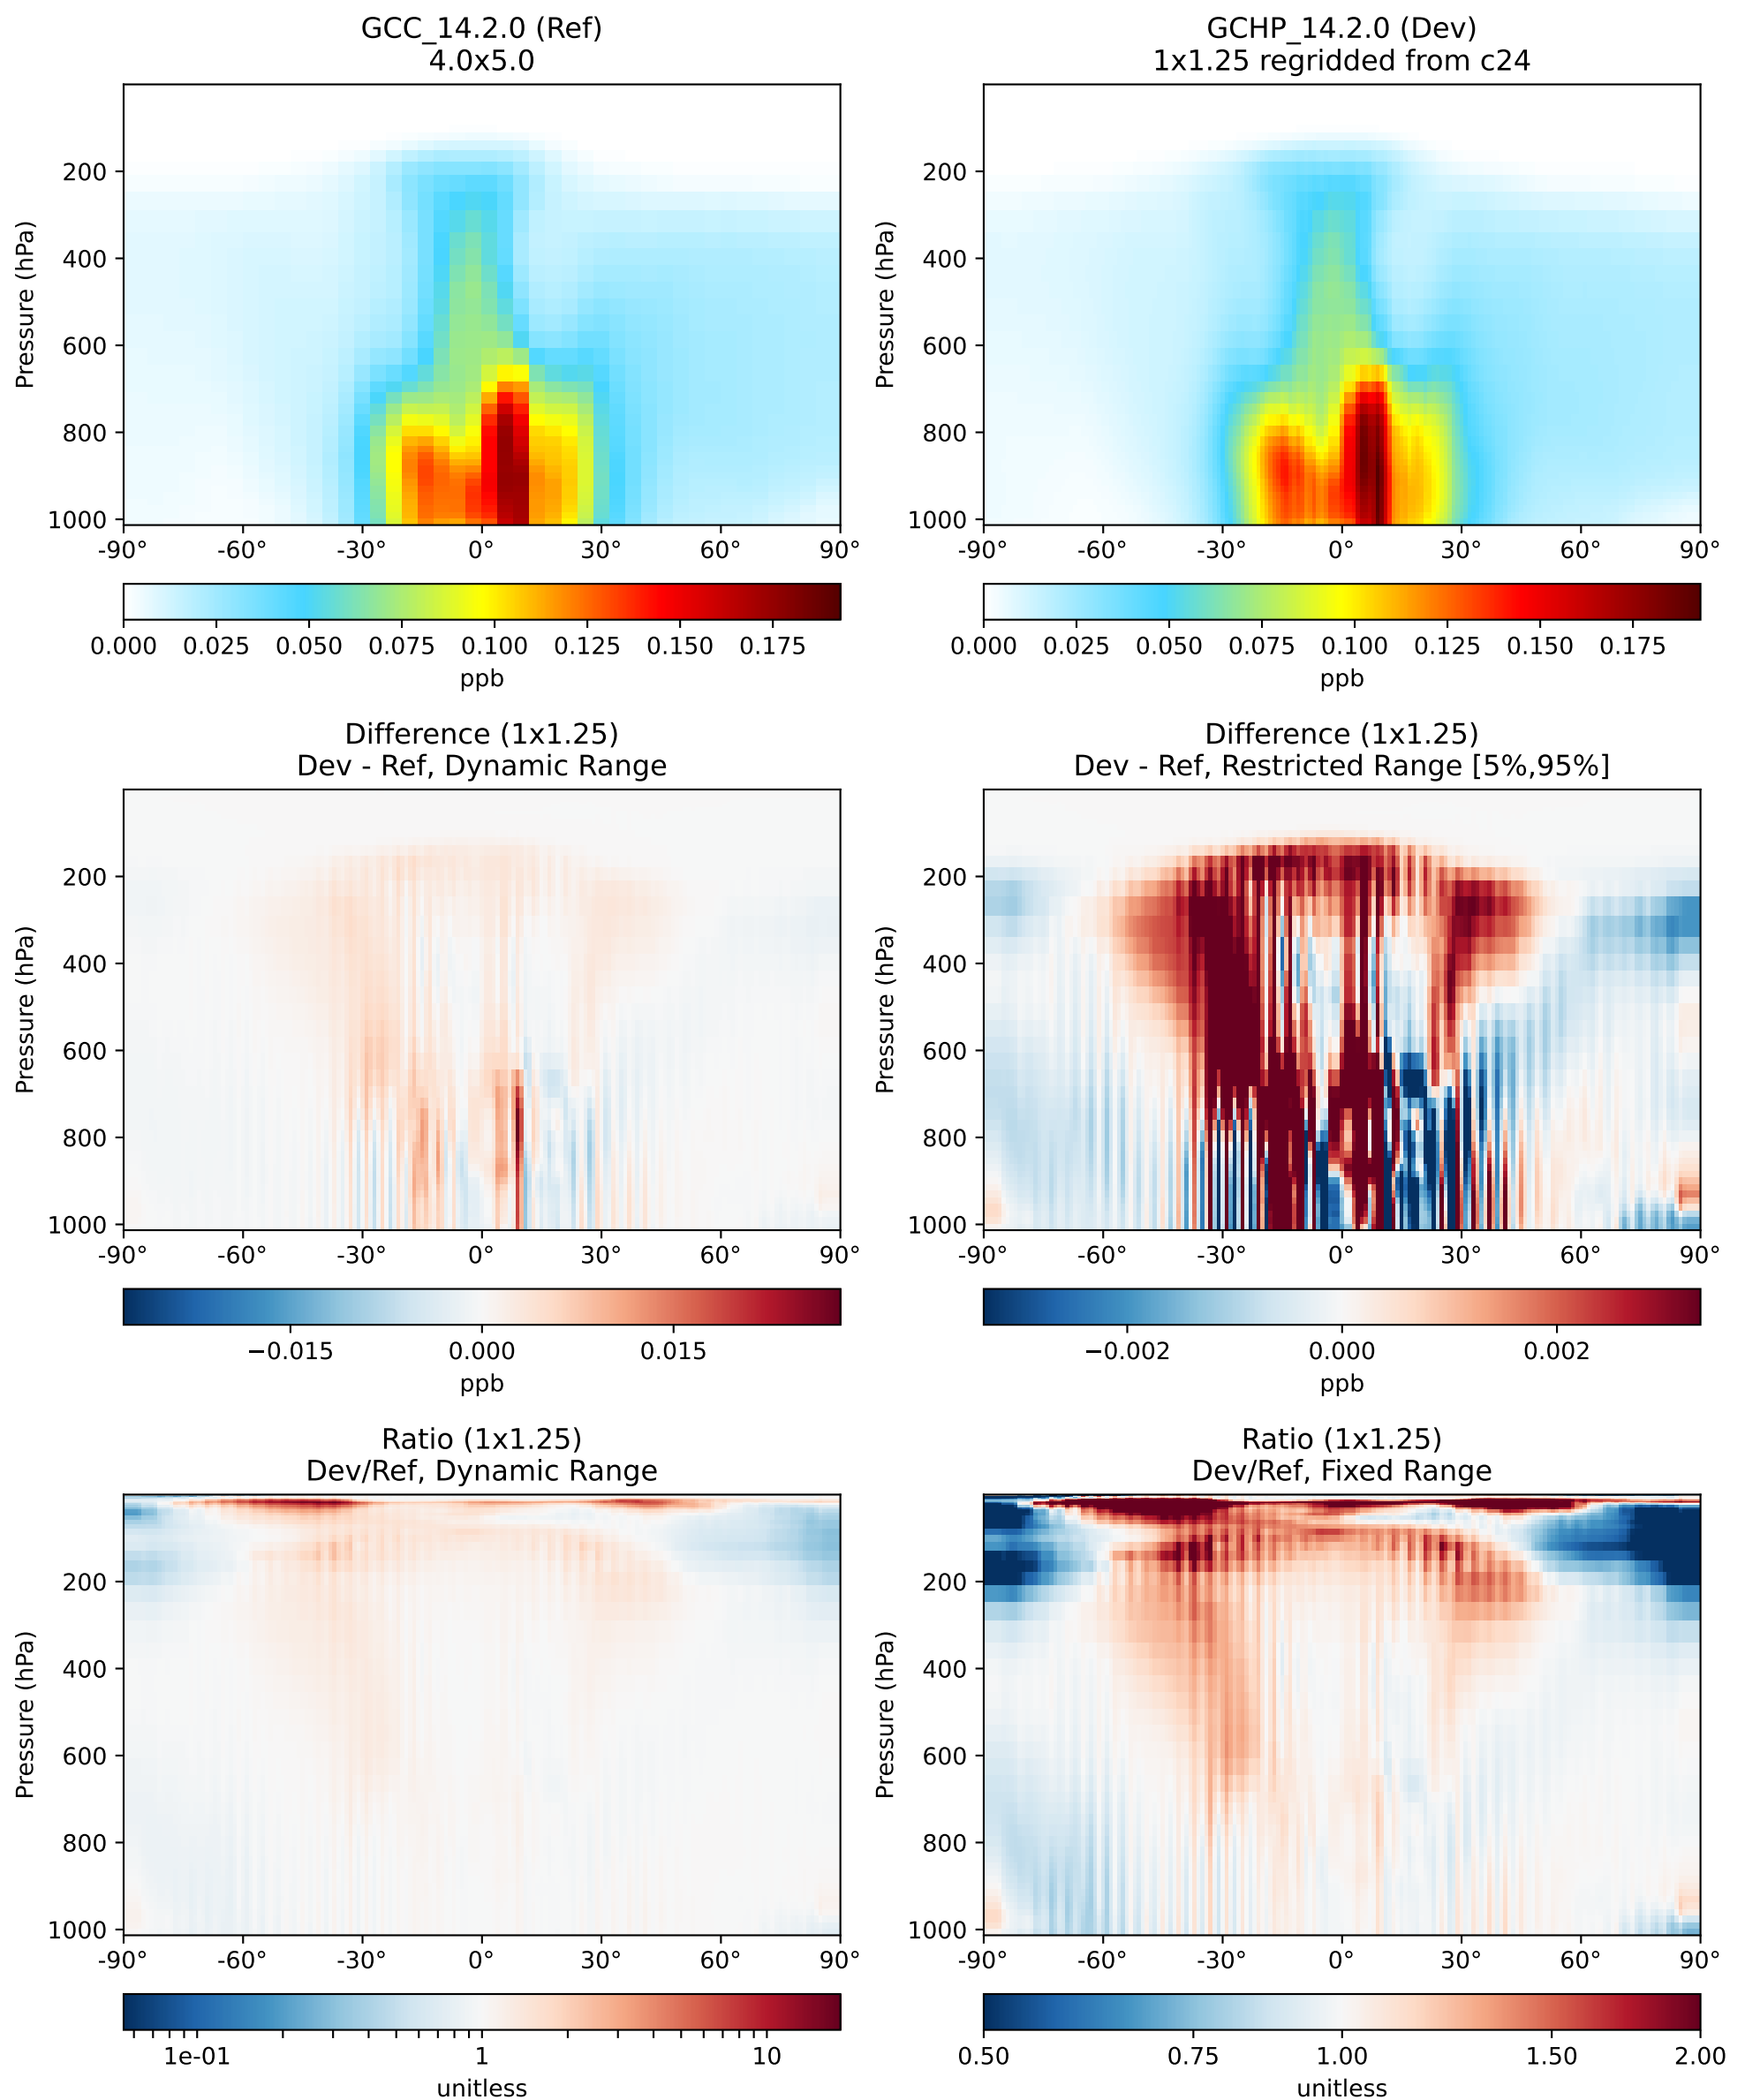 GCC_14.2.0 (Ref)
4.0x5.0
Pressure (hPa)
200
400
600
800
1000
-90° -60° -30° 0° 30° 60° 90°
0.000 0.025 0.050 0.075 0.100 0.125 0.150 0.175
ppb
GCHP_14.2.0 (Dev)
1x1.25 regridded from c24
Pressure (hPa)
200
400
600
800
1000
-90° -60° -30° 0° 30° 60° 90°
0.000 0.025 0.050 0.075 0.100 0.125 0.150 0.175
ppb
Difference (1x1.25)
Dev - Ref, Dynamic Range
Pressure (hPa)
200
400
600
800
1000
-90° -60° -30° 0° 30° 60° 90°
−0.015 0.000 0.015
ppb
Difference (1x1.25)
Dev - Ref, Restricted Range [5%,95%]
Pressure (hPa)
200
400
600
800
1000
-90° -60° -30° 0° 30° 60° 90°
−0.002 0.000 0.002
ppb
Ratio (1x1.25)
Dev/Ref, Dynamic Range
Pressure (hPa)
200
400
600
800
1000
-90° -60° -30° 0° 30° 60° 90°
1e-01 1 10
unitless
Ratio (1x1.25)
Dev/Ref, Fixed Range
Pressure (hPa)
200
400
600
800
1000
-90° -60° -30° 0° 30° 60° 90°
0.50 0.75 1.00 1.50 2.00
unitless